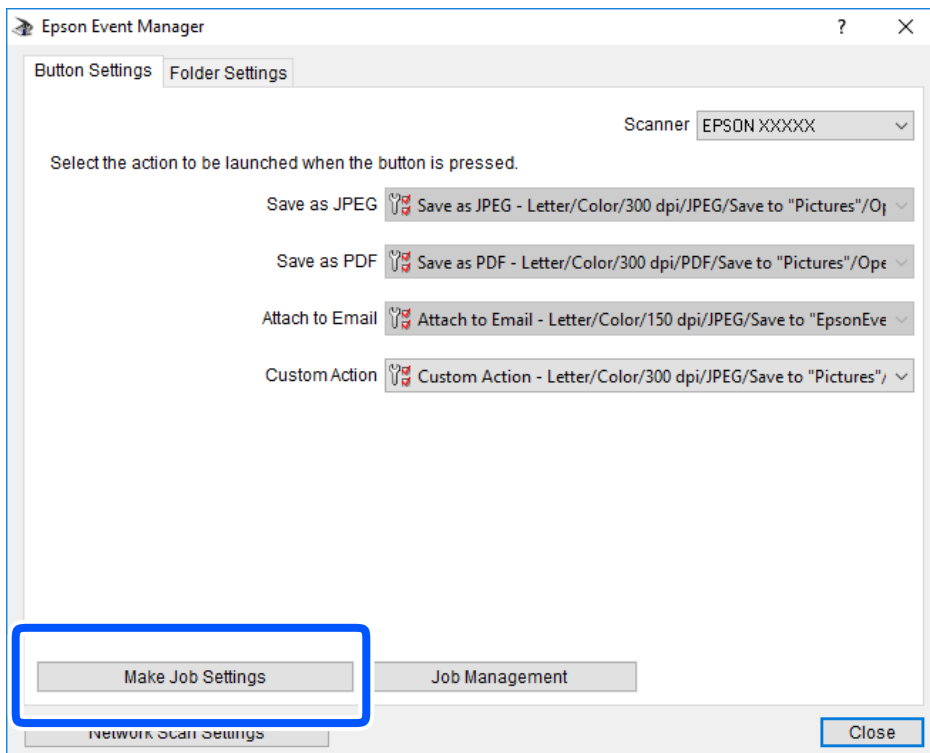 Epson Event Manager ?
Button Settings Folder Settings
Scanner EPSON XXXXX
Select the action to be launched when the button is pressed.
Save as JPEG Save as JPEG - Letter/Color/300 dpi/JPEG/Save to "Pictures"/Op
Save as PDF Save as PDF - Letter/Color/300 dpi/PDF/Save to "Pictures"/Ope
Attach to Email Attach to Email - Letter/Color/150 dpi/JPEG/Save to "EpsonEve
Custom Action Custom Action - Letter/Color/300 dpi/JPEG/Save to "Pictures"/
Make Job Settings Job Management
Network Scan Settings Close